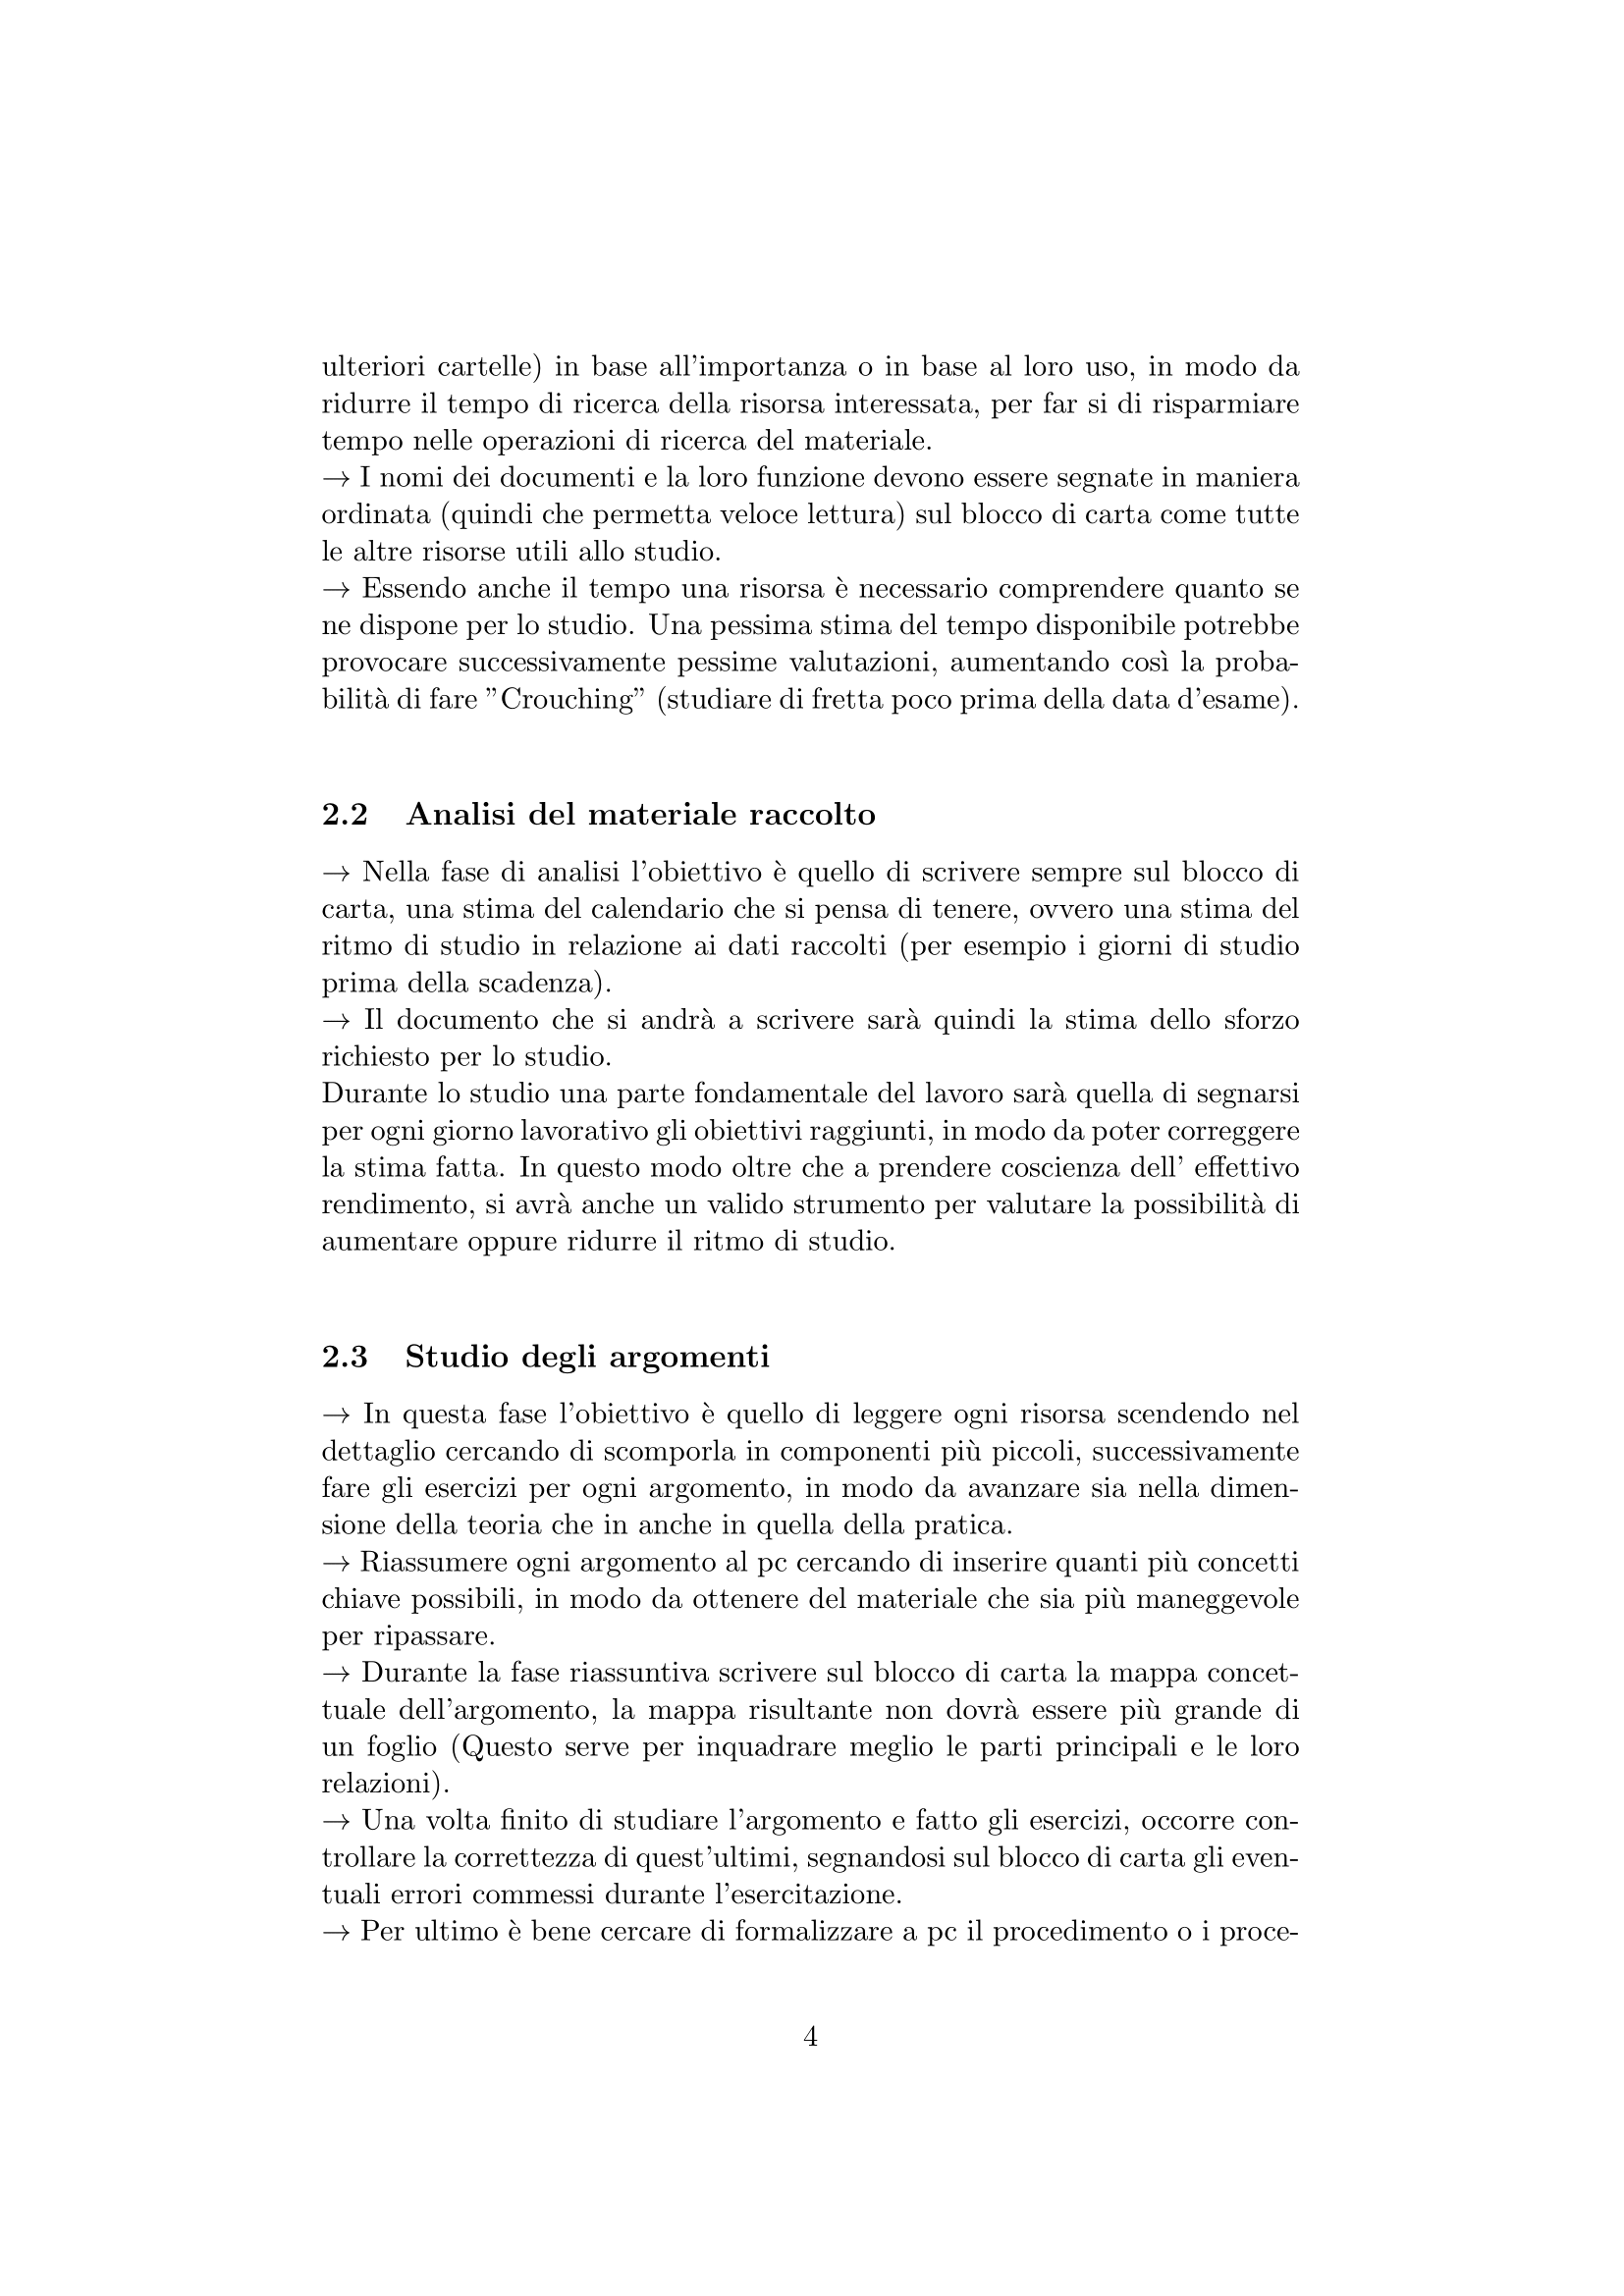 ulteriori cartelle) in base all'importanza o in base al loro uso, in modo da
ridurre il tempo di ricerca della risorsa interessata, per far si di risparmiare
tempo nelle operazioni di ricerca del materiale.
→ I nomi dei documenti e la loro funzione devono essere segnate in maniera
ordinata (quindi che permetta veloce lettura) sul blocco di carta come tutte
le altre risorse utili allo studio.
→ Essendo anche il tempo una risorsa è necessario comprendere quanto se
ne dispone per lo studio. Una pessima stima del tempo disponibile potrebbe
provocare successivamente pessime valutazioni, aumentando così la proba-
bilità di fare ”Crouching” (studiare di fretta poco prima della data d'esame).
2.2 Analisi del materiale raccolto
→ Nella fase di analisi l'obiettivo è quello di scrivere sempre sul blocco di
carta, una stima del calendario che si pensa di tenere, ovvero una stima del
ritmo di studio in relazione ai dati raccolti (per esempio i giorni di studio
prima della scadenza).
→ Il documento che si andrà a scrivere sarà quindi la stima dello sforzo
richiesto per lo studio.
Durante lo studio una parte fondamentale del lavoro sarà quella di segnarsi
per ogni giorno lavorativo gli obiettivi raggiunti, in modo da poter correggere
la stima fatta. In questo modo oltre che a prendere coscienza dell' effettivo
rendimento, si avrà anche un valido strumento per valutare la possibilità di
aumentare oppure ridurre il ritmo di studio.
2.3 Studio degli argomenti
→ In questa fase l'obiettivo è quello di leggere ogni risorsa scendendo nel
dettaglio cercando di scomporla in componenti più piccoli, successivamente
fare gli esercizi per ogni argomento, in modo da avanzare sia nella dimen-
sione della teoria che in anche in quella della pratica.
→ Riassumere ogni argomento al pc cercando di inserire quanti più concetti
chiave possibili, in modo da ottenere del materiale che sia più maneggevole
per ripassare.
→ Durante la fase riassuntiva scrivere sul blocco di carta la mappa concet-
tuale dell'argomento, la mappa risultante non dovrà essere più grande di
un foglio (Questo serve per inquadrare meglio le parti principali e le loro
relazioni).
→ Una volta finito di studiare l'argomento e fatto gli esercizi, occorre con-
trollare la correttezza di quest'ultimi, segnandosi sul blocco di carta gli even-
tuali errori commessi durante l'esercitazione.
→ Per ultimo è bene cercare di formalizzare a pc il procedimento o i proce-
4